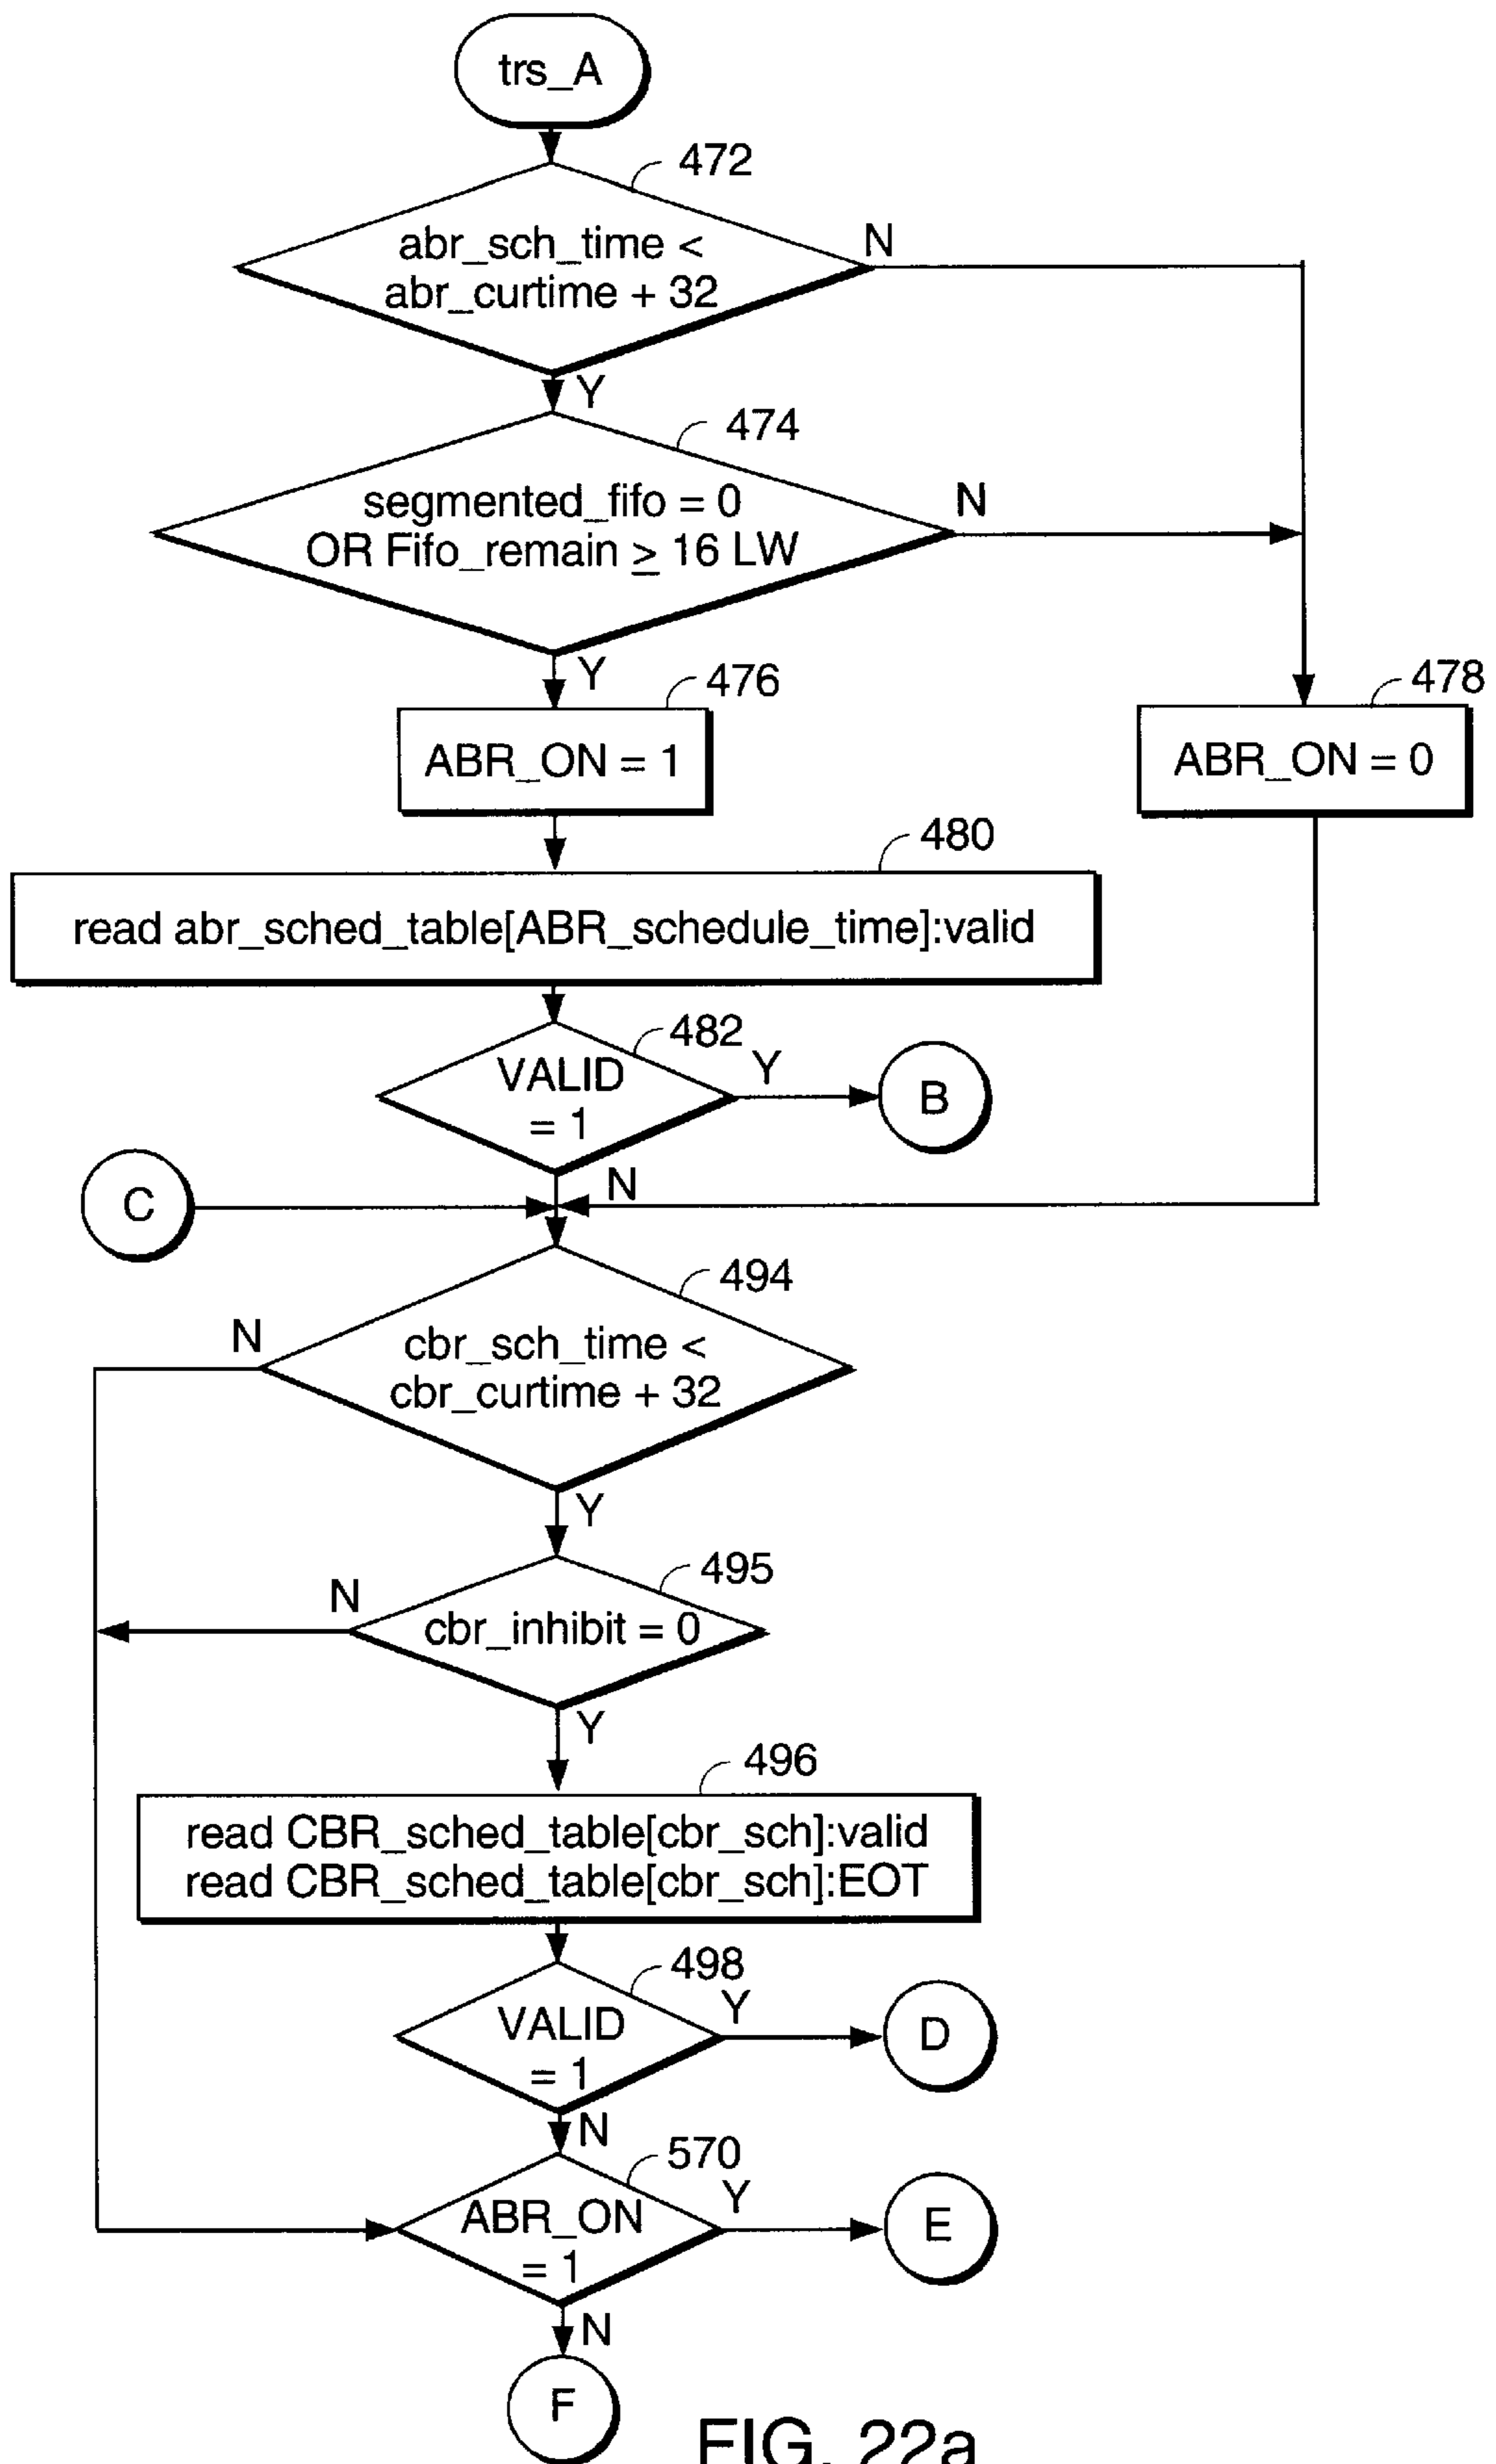 trs_A
472
abr_sch_time <
abr_curtime + 32
N
Y
474
segmented_fifo = 0
OR Fifo_remain ≥ 16 LW
N
Y
476
ABR_ON = 1
478
ABR_ON = 0
480
read abr_sched_table[ABR_schedule_time]:valid
482
VALID
= 1
Y
B
N
C
494
cbr_sch_time <
cbr_curtime + 32
N
Y
495
cbr_inhibit = 0
N
Y
496
read CBR_sched_table[cbr_sch]:valid
read CBR_sched_table[cbr_sch]:EOT
498
VALID
= 1
Y
D
N
570
ABR_ON
= 1
Y
E
N
F
FIG. 22a